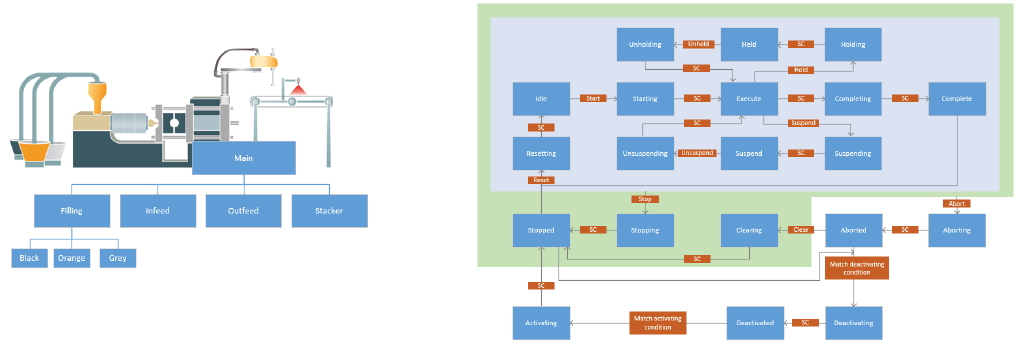 Main
Filling
Infeed
Outfeed
Stacker
Black
Orange
Grey
Unholding
Unhold
Held
SC
Holding
SC
Hold
Idle
Start
Starting
SC
Execute
SC
Completing
SC
Complete
SC
SC
Suspend
Resetting
Unsuspending
Unsuspend
Suspend
SC
Suspending
Reset
Stop
Abort
Stopped
SC
Stopping
Clearing
Clear
Aborted
SC
Aborting
SC
Match deactivating
condition
SC
Activating
Match activating
condition
Deactivated
SC
Deactivating